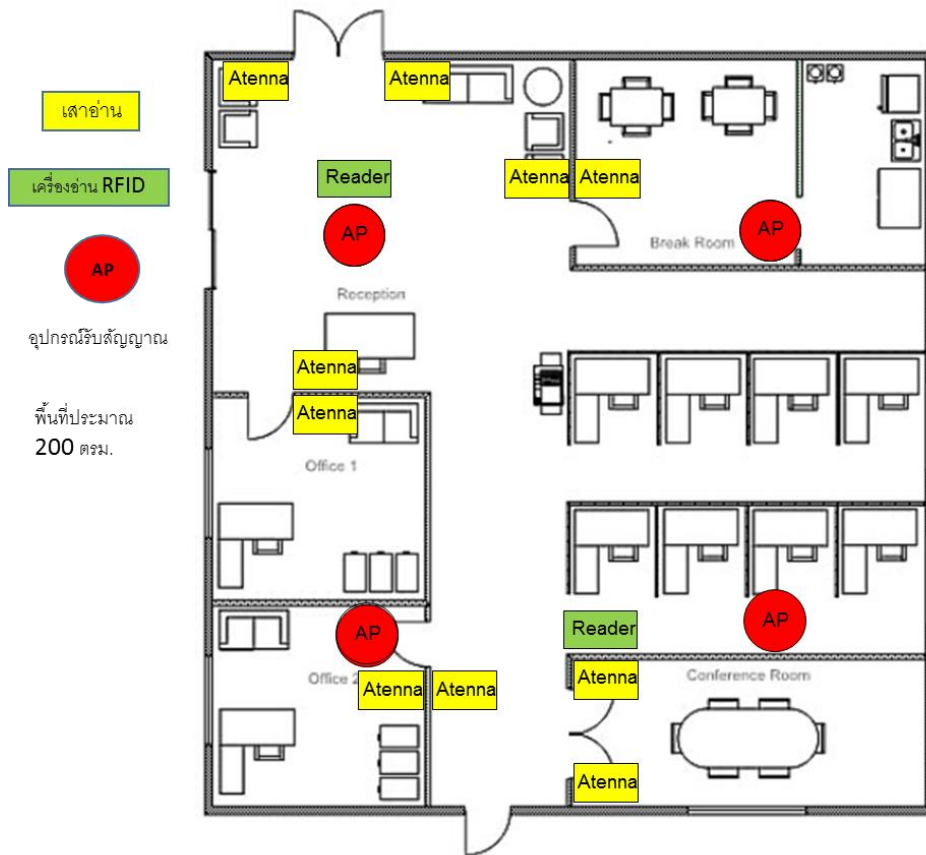 เสาอ่าน
เครื่องอ่าน RFID
AP
อุปกรณ์รับสัญญาณ
พื้นที่ประมาณ
200 ตรม.
Atenna
Atenna
Reader
Atenna
Atenna
AP
AP
Break Room
Reception
Atenna
Atenna
Office 1
AP
AP
Reader
Office 2
Atenna
Atenna
Atenna
Conference Room
Atenna